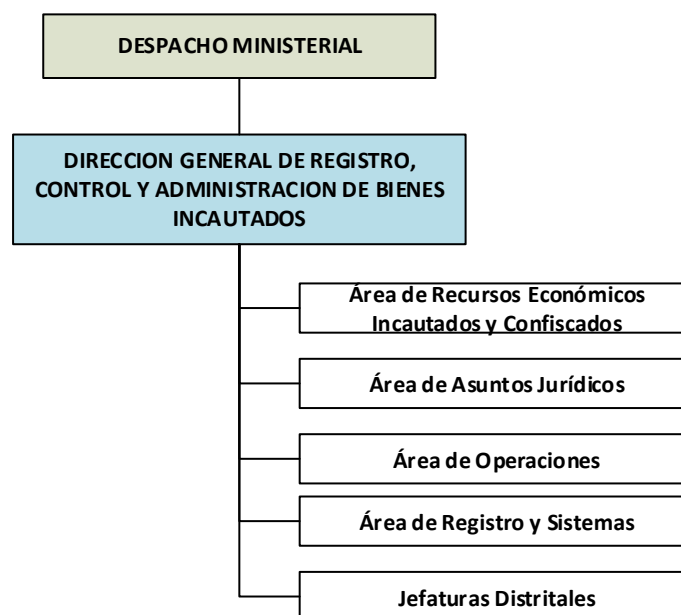 DESPACHO MINISTERIAL
DIRECCION GENERAL DE REGISTRO,
CONTROL Y ADMINISTRACION DE BIENES
INCAUTADOS
Área de Recursos Económicos
Incautados y Confiscados
Área de Asuntos Jurídicos
Área de Operaciones
Área de Registro y Sistemas
Jefaturas Distritales